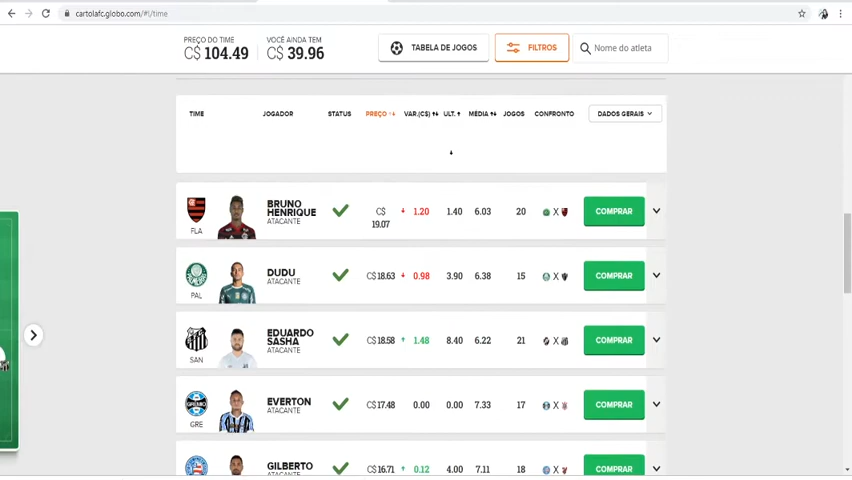 cartolafc.globo.com/#!/time
PREÇO DO TIME
C$ 104.49
VOCÊ AINDA TEM
C$ 39.96
TABELA DE JOGOS
FILTROS
Nome do atleta
TIME JOGADOR STATUS PREÇO VAR.(C$) ULT. MÉDIA JOGOS CONFRONTO DADOS GERAIS
FLA
BRUNO
HENRIQUE
ATACANTE
C$
19.07
1.20 1.40 6.03 20 X COMPRAR
PAL
DUDU
ATACANTE
C$ 18.63 0.98 3.90 6.38 15 X COMPRAR
SAN
EDUARDO
SASHA
ATACANTE
C$ 18.58 1.48 8.40 6.22 21 X COMPRAR
GRE
EVERTON
ATACANTE
C$ 17.48 0.00 0.00 7.33 17 X COMPRAR
GILBERTO
ATACANTE
C$ 16.71 0.12 4.00 7.11 18 X COMPRAR